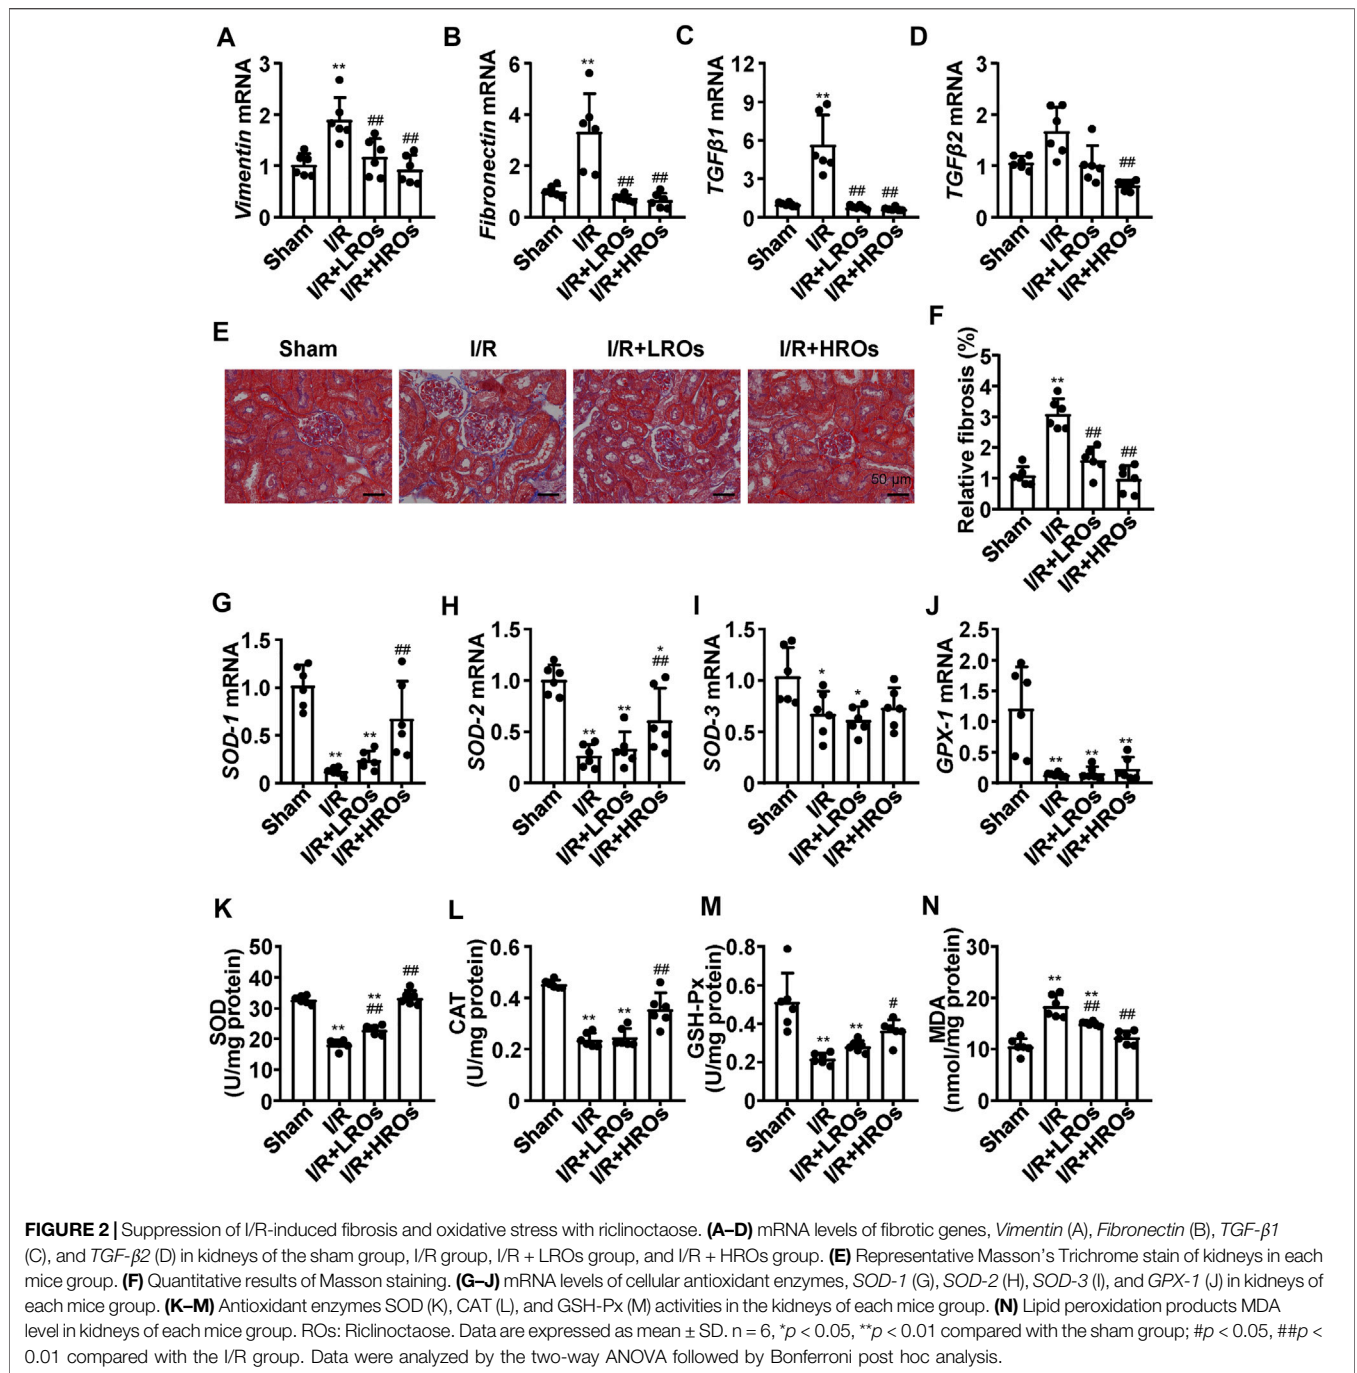 A
Vimentin mRNA
3
2
1
0
**
##
##
Sham
I/R
I/R+LROs
I/R+HROs
B
Fibronectin mRNA
6
4
2
0
**
##
##
Sham
I/R
I/R+LROs
I/R+HROs
C
TGFβ1 mRNA
12
9
6
3
0
**
##
##
Sham
I/R
I/R+LROs
I/R+HROs
D
TGFβ2 mRNA
3
2
1
0
##
Sham
I/R
I/R+LROs
I/R+HROs
E
Sham
I/R
I/R+LROs
I/R+HROs
50 um
F
Relative fibrosis (%)
5
4
3
2
1
0
**
##
##
Sham
I/R
I/R+LROs
I/R+HROs
G
SOD-1 mRNA
1.5
1.0
0.5
0
**
**
##
Sham
I/R
I/R+LROs
I/R+HROs
H
SOD-2 mRNA
1.5
1.0
0.5
0
**
**
*
##
Sham
I/R
I/R+LROs
I/R+HROs
I
SOD-3 mRNA
1.5
1.0
0.5
0
*
*
Sham
I/R
I/R+LROs
I/R+HROs
J
GPX-1 mRNA
2.5
2.0
1.5
1.0
0.5
0
**
**
**
Sham
I/R
I/R+LROs
I/R+HROs
K
SOD
(U/mg protein)
50
40
30
20
10
0
**
**
##
##
Sham
I/R
I/R+LROs
I/R+HROs
L
CAT
(U/mg protein)
0.6
0.4
0.2
0
**
**
##
Sham
I/R
I/R+LROs
I/R+HROs
M
GSH-Px
(U/mg protein)
0.8
0.6
0.4
0.2
0
**
**
#
Sham
I/R
I/R+LROs
I/R+HROs
N
MDA
(nmol/mg protein)
30
20
10
0
**
**
##
##
Sham
I/R
I/R+LROs
I/R+HROs
FIGURE 2 | Suppression of I/R-induced fibrosis and oxidative stress with riclinoctaose. (A–D) mRNA levels of fibrotic genes, Vimentin (A), Fibronectin (B), TGF-β1
(C), and TGF-β2 (D) in kidneys of the sham group, I/R group, I/R + LROs group, and I/R + HROs group. (E) Representative Masson's Trichrome stain of kidneys in each
mice group. (F) Quantitative results of Masson staining. (G–J) mRNA levels of cellular antioxidant enzymes, SOD-1 (G), SOD-2 (H), SOD-3 (I), and GPX-1 (J) in kidneys of
each mice group. (K–M) Antioxidant enzymes SOD (K), CAT (L), and GSH-Px (M) activities in the kidneys of each mice group. (N) Lipid peroxidation products MDA
level in kidneys of each mice group. ROs: Riclinoctaose. Data are expressed as mean ± SD. n = 6, *p < 0.05, **p < 0.01 compared with the sham group; #p < 0.05, ##p <
0.01 compared with the I/R group. Data were analyzed by the two-way ANOVA followed by Bonferroni post hoc analysis.